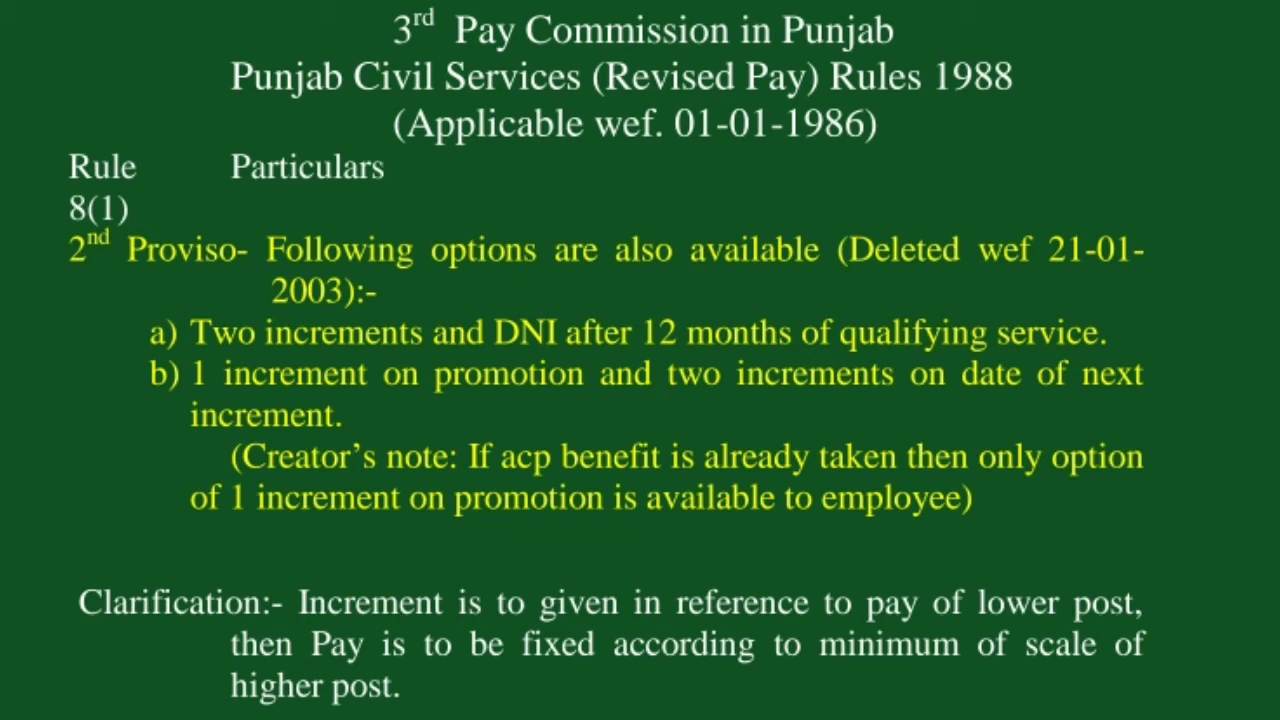 3rd Pay Commission in Punjab
Punjab Civil Services (Revised Pay) Rules 1988
(Applicable wef. 01-01-1986)
Rule Particulars
8(1)
2nd Proviso- Following options are also available (Deleted wef 21-01-
2003):-
a) Two increments and DNI after 12 months of qualifying service.
b) 1 increment on promotion and two increments on date of next
increment.
(Creator’s note: If acp benefit is already taken then only option
of 1 increment on promotion is available to employee)
Clarification:- Increment is to given in reference to pay of lower post,
then Pay is to be fixed according to minimum of scale of
higher post.